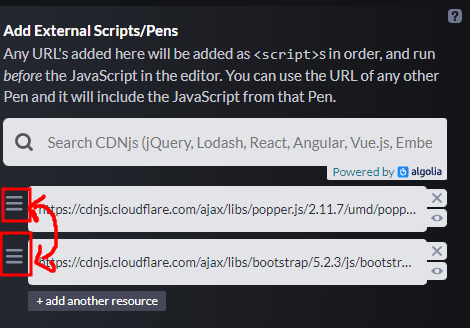 Add External Scripts/Pens
Any URL's added here will be added as <script>s in order, and run
before the JavaScript in the editor. You can use the URL of any other
Pen and it will include the JavaScript from that Pen.
Search CDNjs (jQuery, Lodash, React, Angular, Vue.js, Embe
Powered by algolia
https://cdnjs.cloudflare.com/ajax/libs/popper.js/2.11.7/umd/popp...
https://cdnjs.cloudflare.com/ajax/libs/bootstrap/5.2.3/js/bootstr...
+ add another resource
?